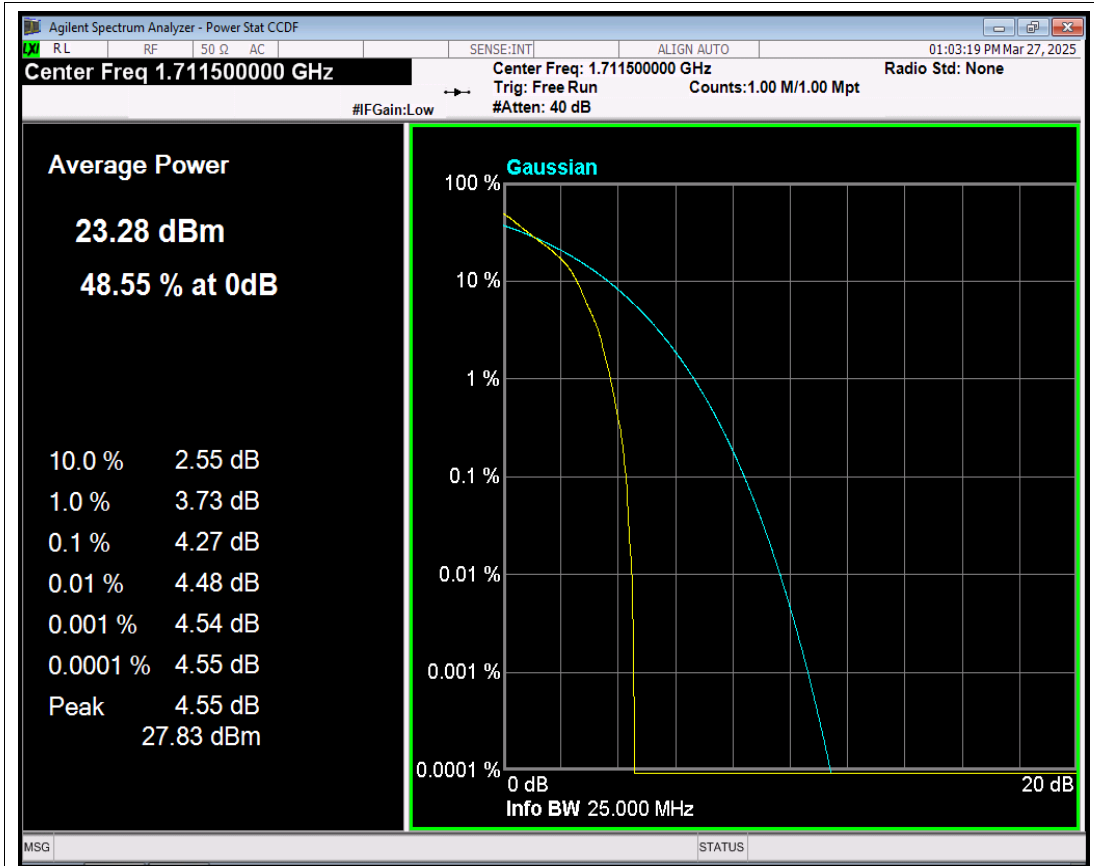 Agilent Spectrum Analyzer - Power Stat CCDF
LXI RL RF 50 Ω AC SENSE:INT ALIGN AUTO 01:03:19 PM Mar 27, 2025
Center Freq 1.711500000 GHz
Center Freq: 1.711500000 GHz Radio Std: None
Trig: Free Run Counts:1.00 M/1.00 Mpt
#IFGain:Low #Atten: 40 dB
Average Power
23.28 dBm
48.55 % at 0dB
10.0 % 2.55 dB
1.0 % 3.73 dB
0.1 % 4.27 dB
0.01 % 4.48 dB
0.001 % 4.54 dB
0.0001 % 4.55 dB
Peak 4.55 dB
27.83 dBm
Gaussian
100 %
10 %
1 %
0.1 %
0.01 %
0.001 %
0.0001 %
0 dB 20 dB
Info BW 25.000 MHz
MSG STATUS